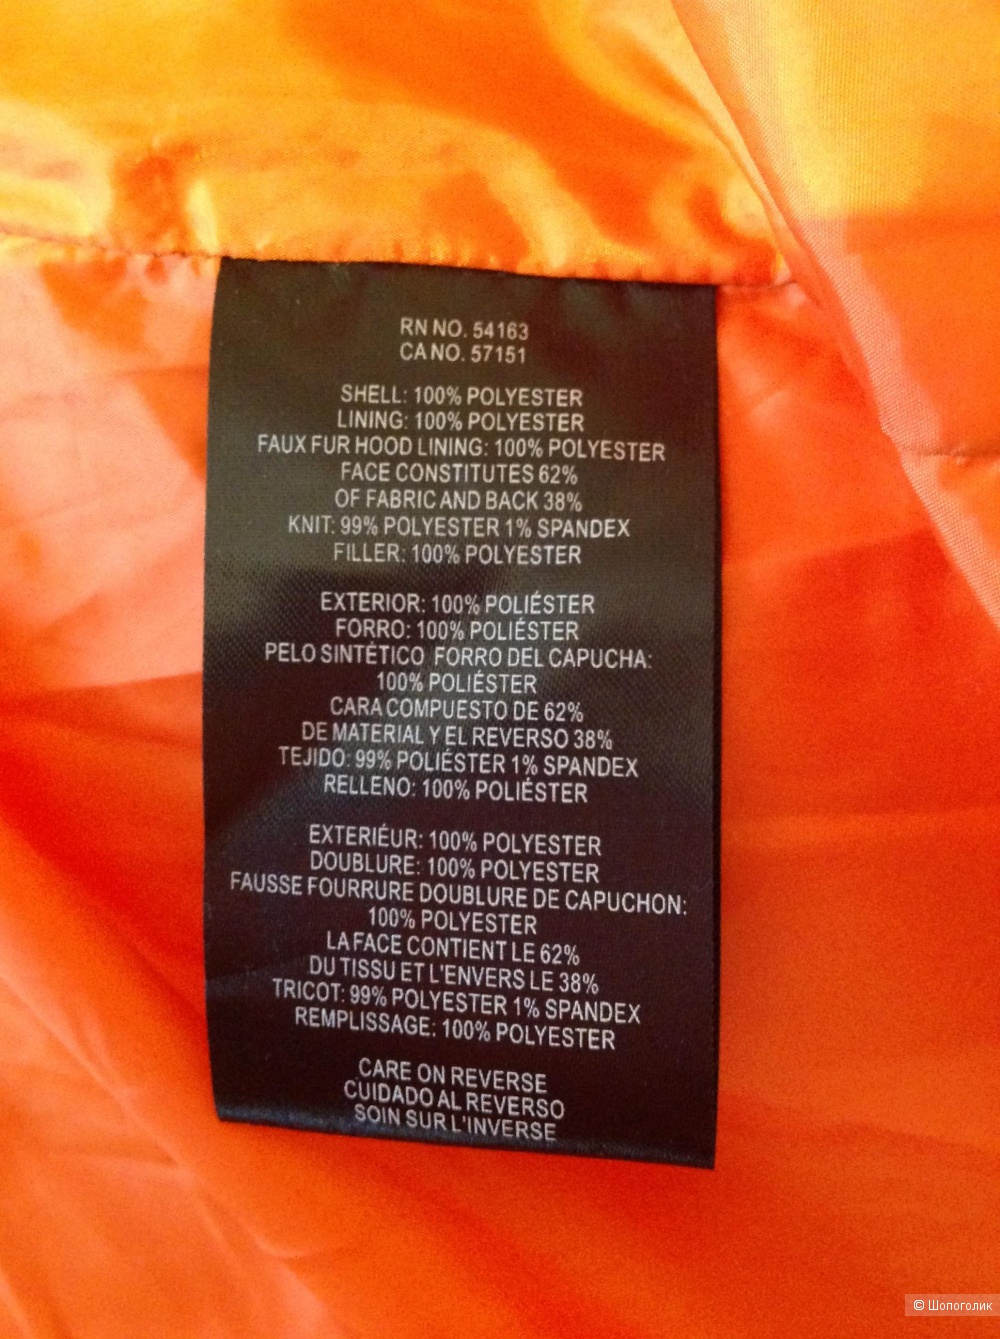 RN NO. 54163
CA NO. 57151
SHELL: 100% POLYESTER
LINING: 100% POLYESTER
FAUX FUR HOOD LINING: 100% POLYESTER
FACE CONSTITUTES 62%
OF FABRIC AND BACK 38%
KNIT: 99% POLYESTER 1% SPANDEX
FILLER: 100% POLYESTER
EXTERIOR: 100% POLIÉSTER
FORRO: 100% POLIÉSTER
PELO SINTÉTICO FORRO DEL CAPUCHA:
100% POLIÉSTER
CARA COMPUESTO DE 62%
DE MATERIAL Y EL REVERSO 38%
TEJIDO: 99% POLIÉSTER 1% SPANDEX
RELLENO: 100% POLIÉSTER
EXTERIÉUR: 100% POLYESTER
DOUBLURE: 100% POLYESTER
FAUSSE FOURRURE DOUBLURE DE CAPUCHON:
100% POLYESTER
LA FACE CONTIENT LE 62%
DU TISSU ET L'ENVERS LE 38%
TRICOT: 99% POLYESTER 1% SPANDEX
REMPLISSAGE: 100% POLYESTER
CARE ON REVERSE
CUIDADO AL REVERSO
SOIN SUR L'INVERSE
© Шопоголик